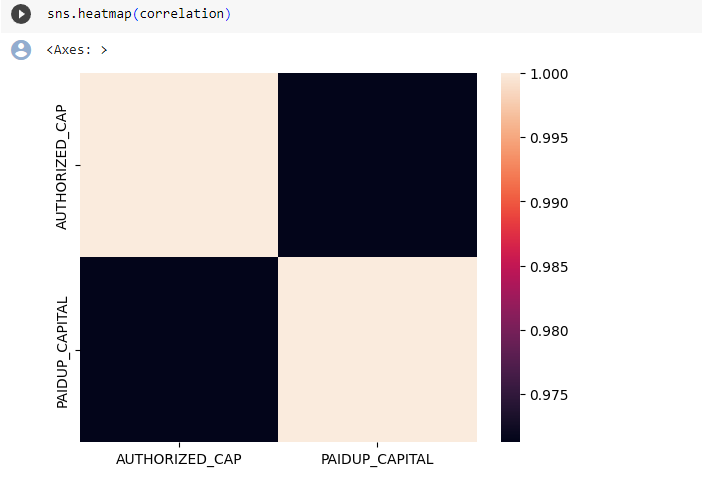 sns.heatmap(correlation)
<Axes: >
AUTHORIZED_CAP
PAIDUP_CAPITAL
AUTHORIZED_CAP
PAIDUP_CAPITAL
1.000
0.995
0.990
0.985
0.980
0.975